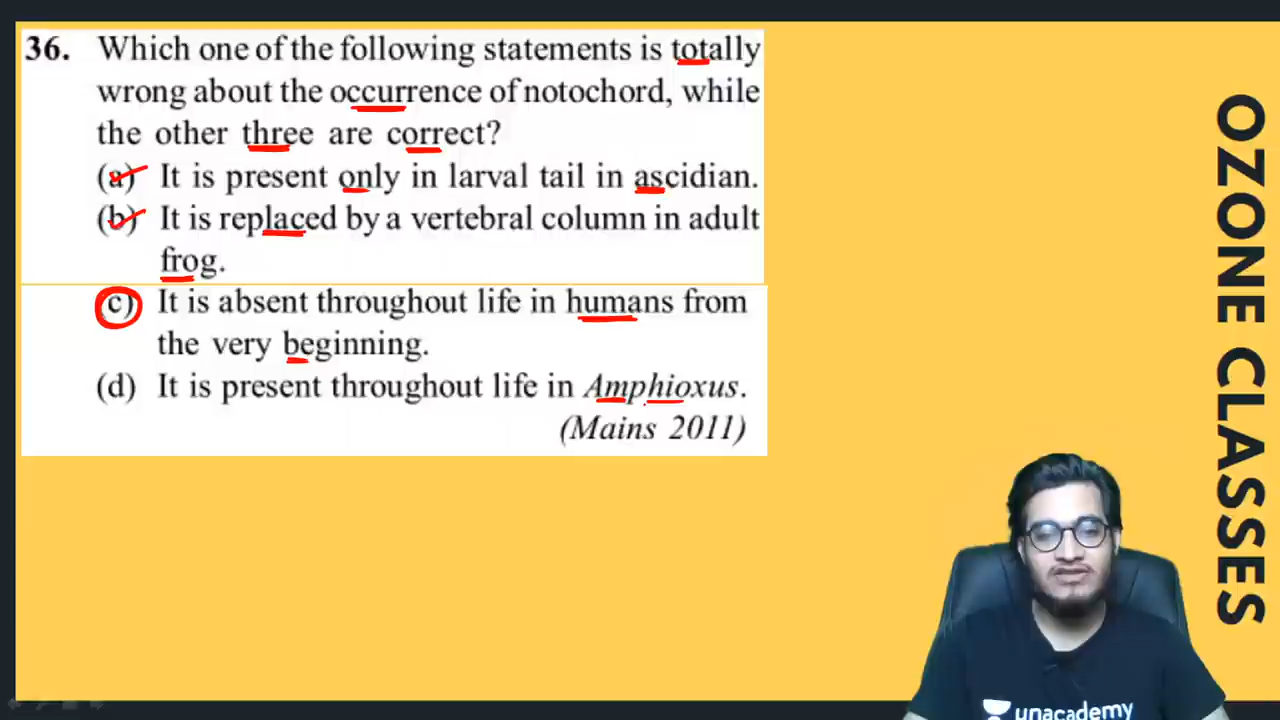 36. Which one of the following statements is totally
wrong about the occurrence of notochord, while
the other three are correct?
(a) It is present only in larval tail in ascidian.
(b) It is replaced by a vertebral column in adult
frog.
(c) It is absent throughout life in humans from
the very beginning.
(d) It is present throughout life in Amphioxus.
(Mains 2011)
OZONE CLASSES
unacademy